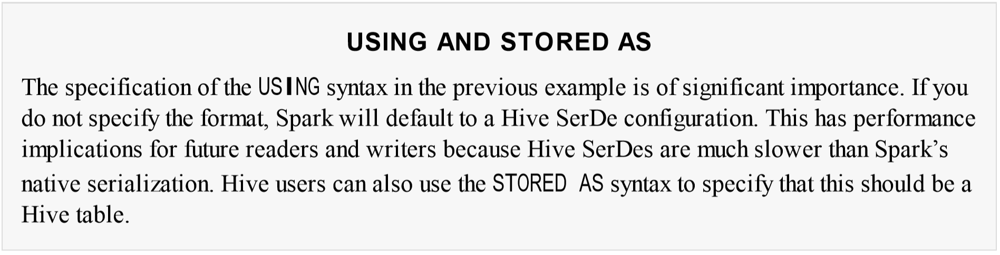 USING AND STORED AS
The specification of the USING syntax in the previous example is of significant importance. If you
do not specify the format, Spark will default to a Hive SerDe configuration. This has performance
implications for future readers and writers because Hive SerDes are much slower than Spark’s
native serialization. Hive users can also use the STORED AS syntax to specify that this should be a
Hive table.